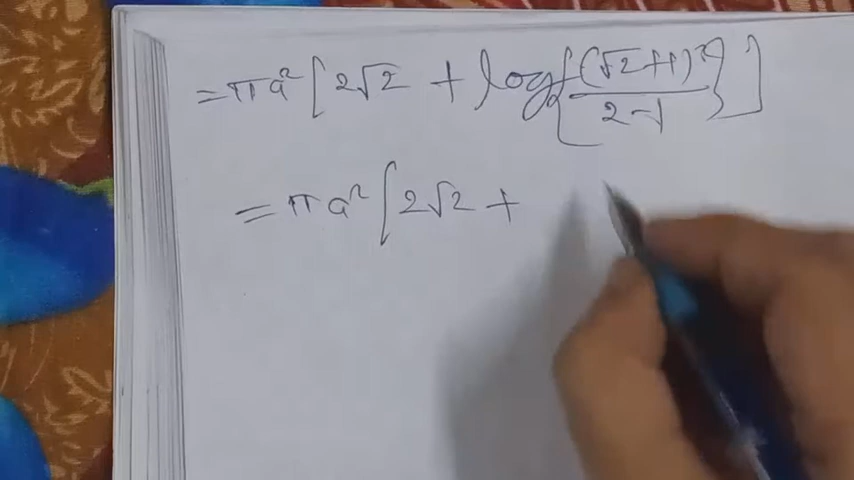 = πa² [2√2 + log{(√2+1)²/(2-1)}]
= πa² [2√2 +